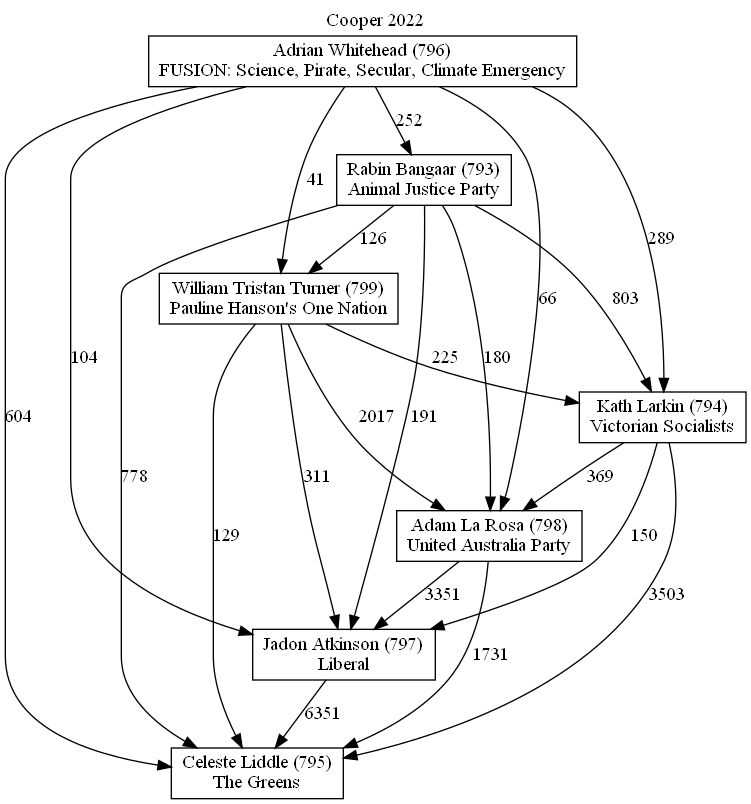 Cooper 2022
Adrian Whitehead (796)
FUSION: Science, Pirate, Secular, Climate Emergency
252
Rabin Bangaar (793)
Animal Justice Party
41
126
289
William Tristan Turner (799)
Pauline Hanson's One Nation
66
803
104
225
180
Kath Larkin (794)
Victorian Socialists
604
2017
191
778
311
369
Adam La Rosa (798)
United Australia Party
129
150
3351
3503
Jadon Atkinson (797)
Liberal
1731
6351
Celeste Liddle (795)
The Greens